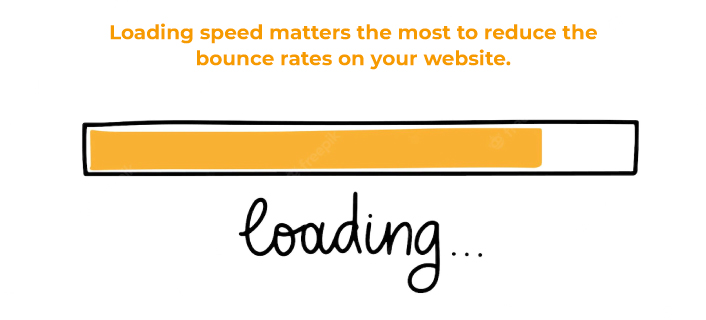 Loading speed matters the most to reduce the
bounce rates on your website.
loading...